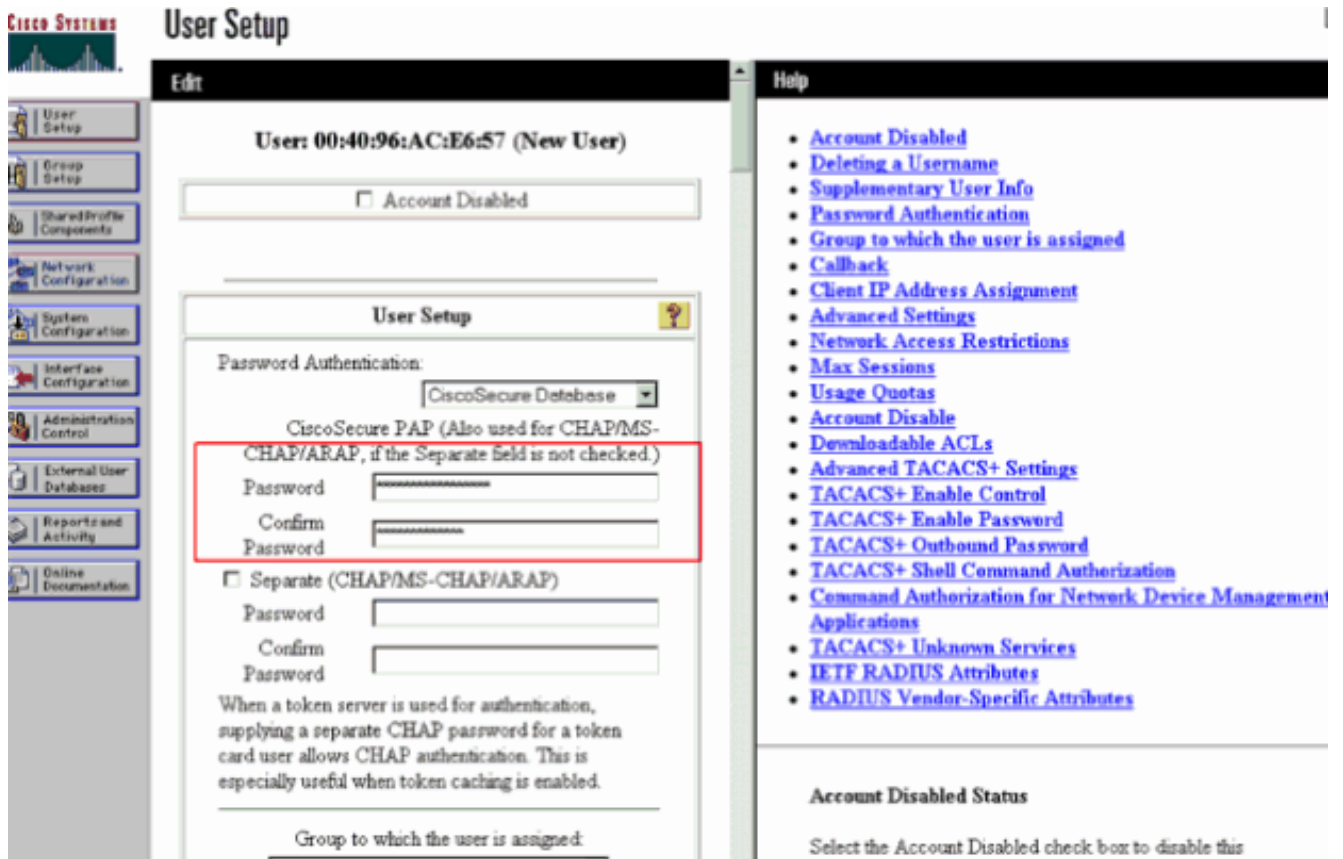 CISCO SYSTEMS
User Setup
User
Setup
Group
Setup
Shared Profile
Components
Network
Configuration
System
Configuration
Interface
Configuration
Administration
Control
External User
Databases
Reports and
Activity
Online
Documentation
Edit
User: 00:40:96:AC:E6:57 (New User)
Account Disabled
User Setup
?
Password Authentication:
CiscoSecure Database
CiscoSecure PAP (Also used for CHAP/MS-
CHAP/ARAP, if the Separate field is not checked.)
Password
Confirm
Password
Separate (CHAP/MS-CHAP/ARAP)
Password
Confirm
Password
When a token server is used for authentication,
supplying a separate CHAP password for a token
card user allows CHAP authentication. This is
especially useful when token caching is enabled.
Group to which the user is assigned:
Help
Account Disabled
Deleting a Username
Supplementary User Info
Password Authentication
Group to which the user is assigned
Callback
Client IP Address Assignment
Advanced Settings
Network Access Restrictions
Max Sessions
Usage Quotas
Account Disable
Downloadable ACLs
Advanced TACACS+ Settings
TACACS+ Enable Control
TACACS+ Enable Password
TACACS+ Outbound Password
TACACS+ Shell Command Authorization
Command Authorization for Network Device Management
Applications
TACACS+ Unknown Services
IETF RADIUS Attributes
RADIUS Vendor-Specific Attributes
Account Disabled Status
Select the Account Disabled check box to disable this